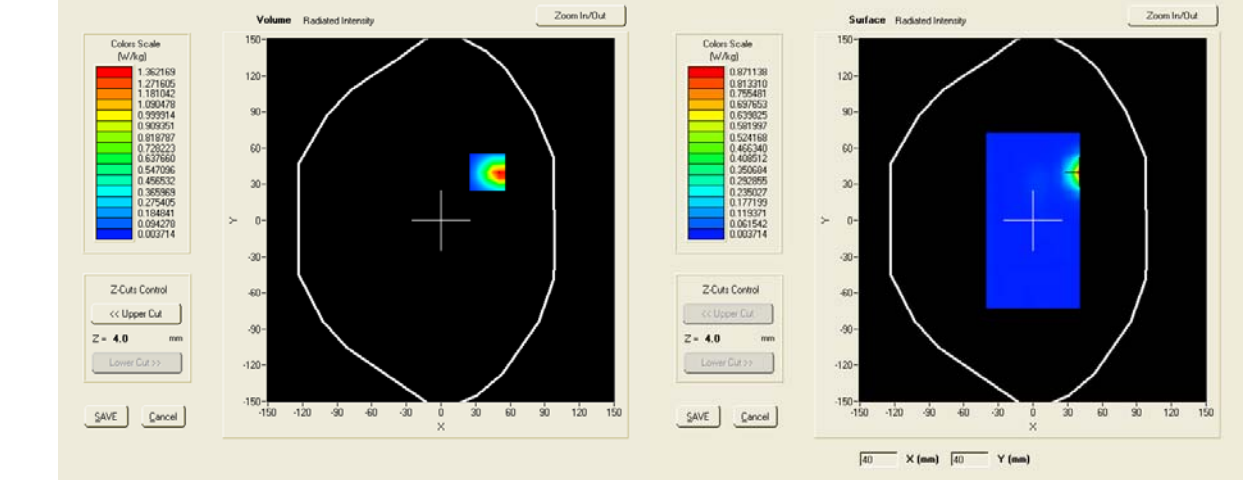 Volume Radiated Intensity
Zoom In/Out
Colors Scale
(W/kg)
1.362169
1.271605
1.181042
1.090478
0.999914
0.909351
0.818787
0.728223
0.637660
0.547096
0.456532
0.365969
0.275405
0.184841
0.094278
0.003714
Z-Cuts Control
<< Upper Cut
Z = 4.0 mm
Lower Cut >>
SAVE
Cancel
150
120
90
60
30
0
-30
-60
-90
-120
-150
Y
-150 -120 -90 -60 -30 0 30 60 90 120 150
X
Surface Radiated Intensity
Zoom In/Out
Colors Scale
(W/kg)
0.871138
0.813310
0.755481
0.697653
0.639825
0.581997
0.524168
0.466340
0.408512
0.350684
0.292855
0.235027
0.177199
0.119371
0.061542
0.003714
Z-Cuts Control
<< Upper Cut
Z = 4.0 mm
Lower Cut >>
SAVE
Cancel
150
120
90
60
30
0
-30
-60
-90
-120
-150
Y
-150 -120 -90 -60 -30 0 30 60 90 120 150
X
40 X (mm) 40 Y (mm)